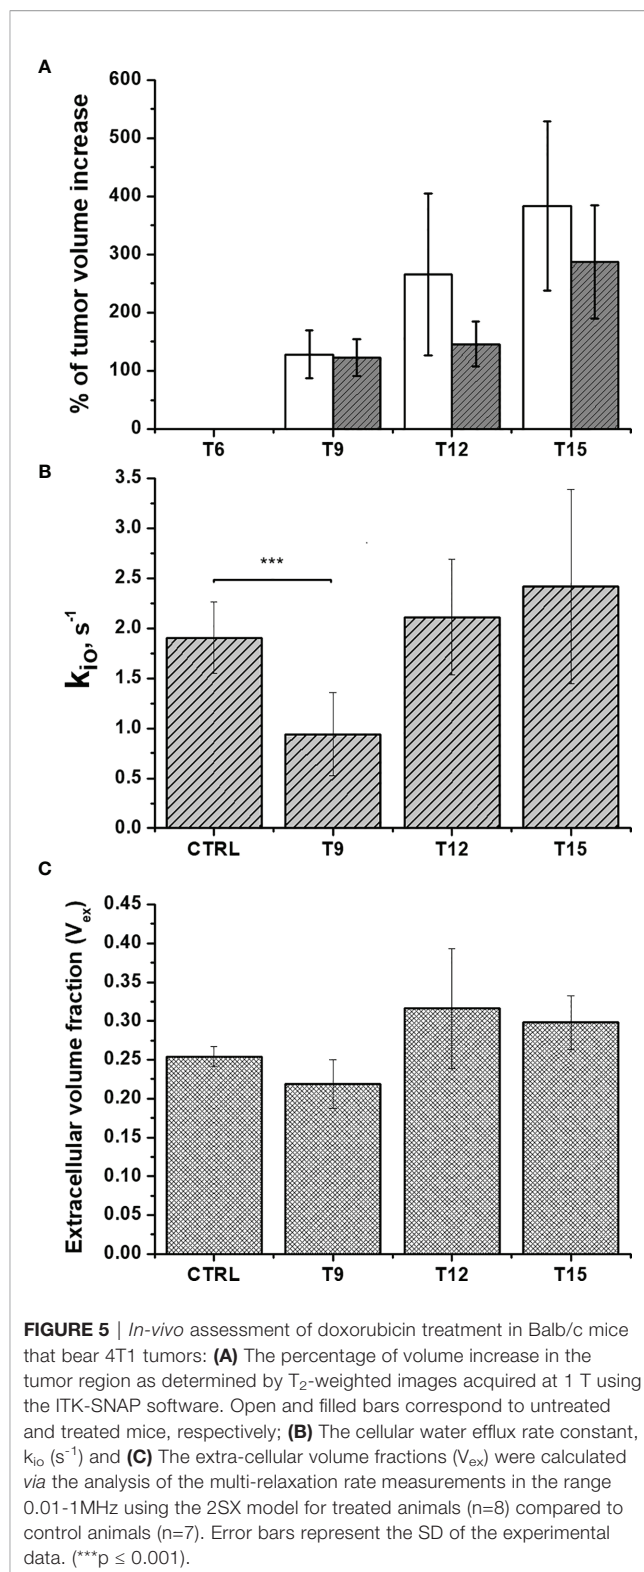 A
% of tumor volume increase
600
500
400
300
200
100
0
T6 T9 T12 T15
B
k_io, s^-1
3.5
3.0
2.5
2.0
1.5
1.0
0.5
0.0
***
CTRL T9 T12 T15
C
Extracellular volume fraction (V_ex)
0.45
0.40
0.35
0.30
0.25
0.20
0.15
0.10
0.05
0.00
CTRL T9 T12 T15
FIGURE 5 | In-vivo assessment of doxorubicin treatment in Balb/c mice
that bear 4T1 tumors: (A) The percentage of volume increase in the
tumor region as determined by T₂-weighted images acquired at 1 T using
the ITK-SNAP software. Open and filled bars correspond to untreated
and treated mice, respectively; (B) The cellular water efflux rate constant,
k_io (s⁻¹) and (C) The extra-cellular volume fractions (V_ex) were calculated
via the analysis of the multi-relaxation rate measurements in the range
0.01-1MHz using the 2SX model for treated animals (n=8) compared to
control animals (n=7). Error bars represent the SD of the experimental
data. (***p ≤ 0.001).